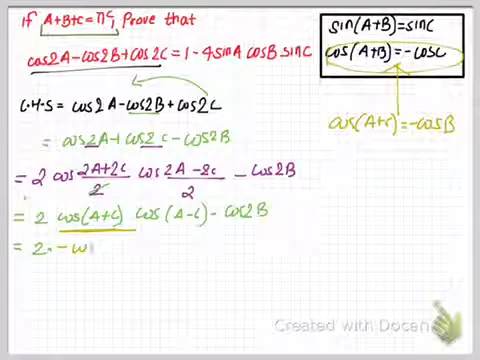 If A+B+C=πc, Prove that
cos2A-cos2B+cos2C=1-4sinA cosB sinC
sin(A+B)=sinC
cos(A+B)=-cosC
cos(A+C)=-cosB
L.H.S= cos2A-cos2B+cos2C
= cos2A+cos2C-cos2B
= 2 cos 2A+2C/2 cos 2A-2C/2 - cos2B
= 2 cos(A+C) cos(A-C)-cos2B
= 2.-co
Created with Doceri